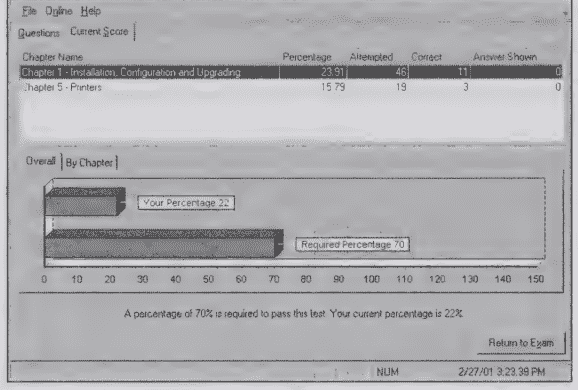 File Online Help
Questions Current Score
Chapter Name Percentage Attempted Correct Answer Shown
Chapter 1 - Installation, Configuration and Upgrading 23.91 46 11 0
Chapter 5 - Printers 15.79 19 3 0
Overall By Chapter
Your Percentage 22
Required Percentage 70
0 10 20 30 40 50 60 70 80 90 100 110 120 130 140 150
A percentage of 70% is required to pass this test. Your current percentage is 22%
Return to Exam
NUM 2/27/01 3:23:39 PM